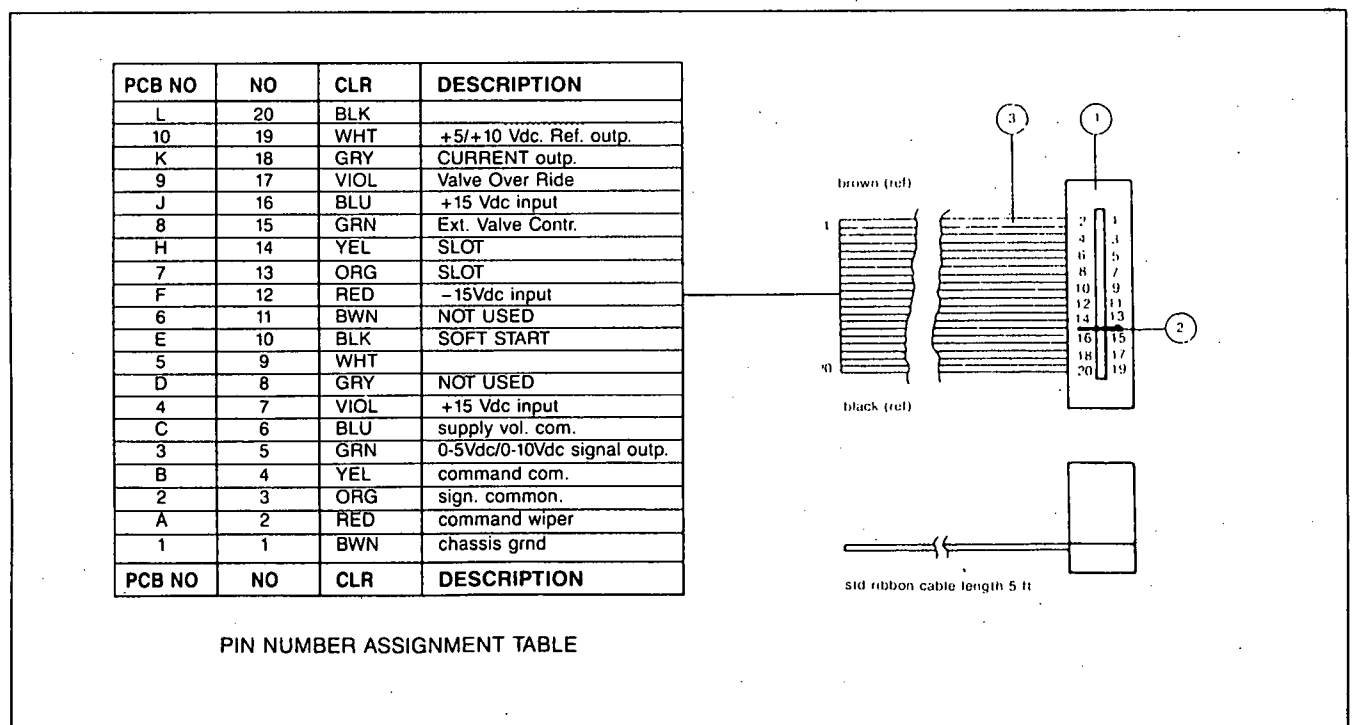 PCB NO NO CLR DESCRIPTION
L 20 BLK
10 19 WHT +5/+10 Vdc. Ref. outp.
K 18 GRY CURRENT outp.
9 17 VIOL Valve Over Ride
J 16 BLU +15 Vdc input
8 15 GRN Ext. Valve Contr.
H 14 YEL SLOT
7 13 ORG SLOT
F 12 RED −15Vdc input
6 11 BWN NOT USED
E 10 BLK SOFT START
5 9 WHT
D 8 GRY NOT USED
4 7 VIOL +15 Vdc input
C 6 BLU supply vol. com.
3 5 GRN 0-5Vdc/0-10Vdc signal outp.
B 4 YEL command com.
2 3 ORG sign. common.
A 2 RED command wiper
1 1 BWN chassis grnd
PCB NO NO CLR DESCRIPTION
PIN NUMBER ASSIGNMENT TABLE
3 1
brown (ref)
1
2 1
4 3
6 5
8 7
10 9
12 11
14 13
2
16 15
18 17
20 19
black (ref)
std ribbon cable length 5 ft